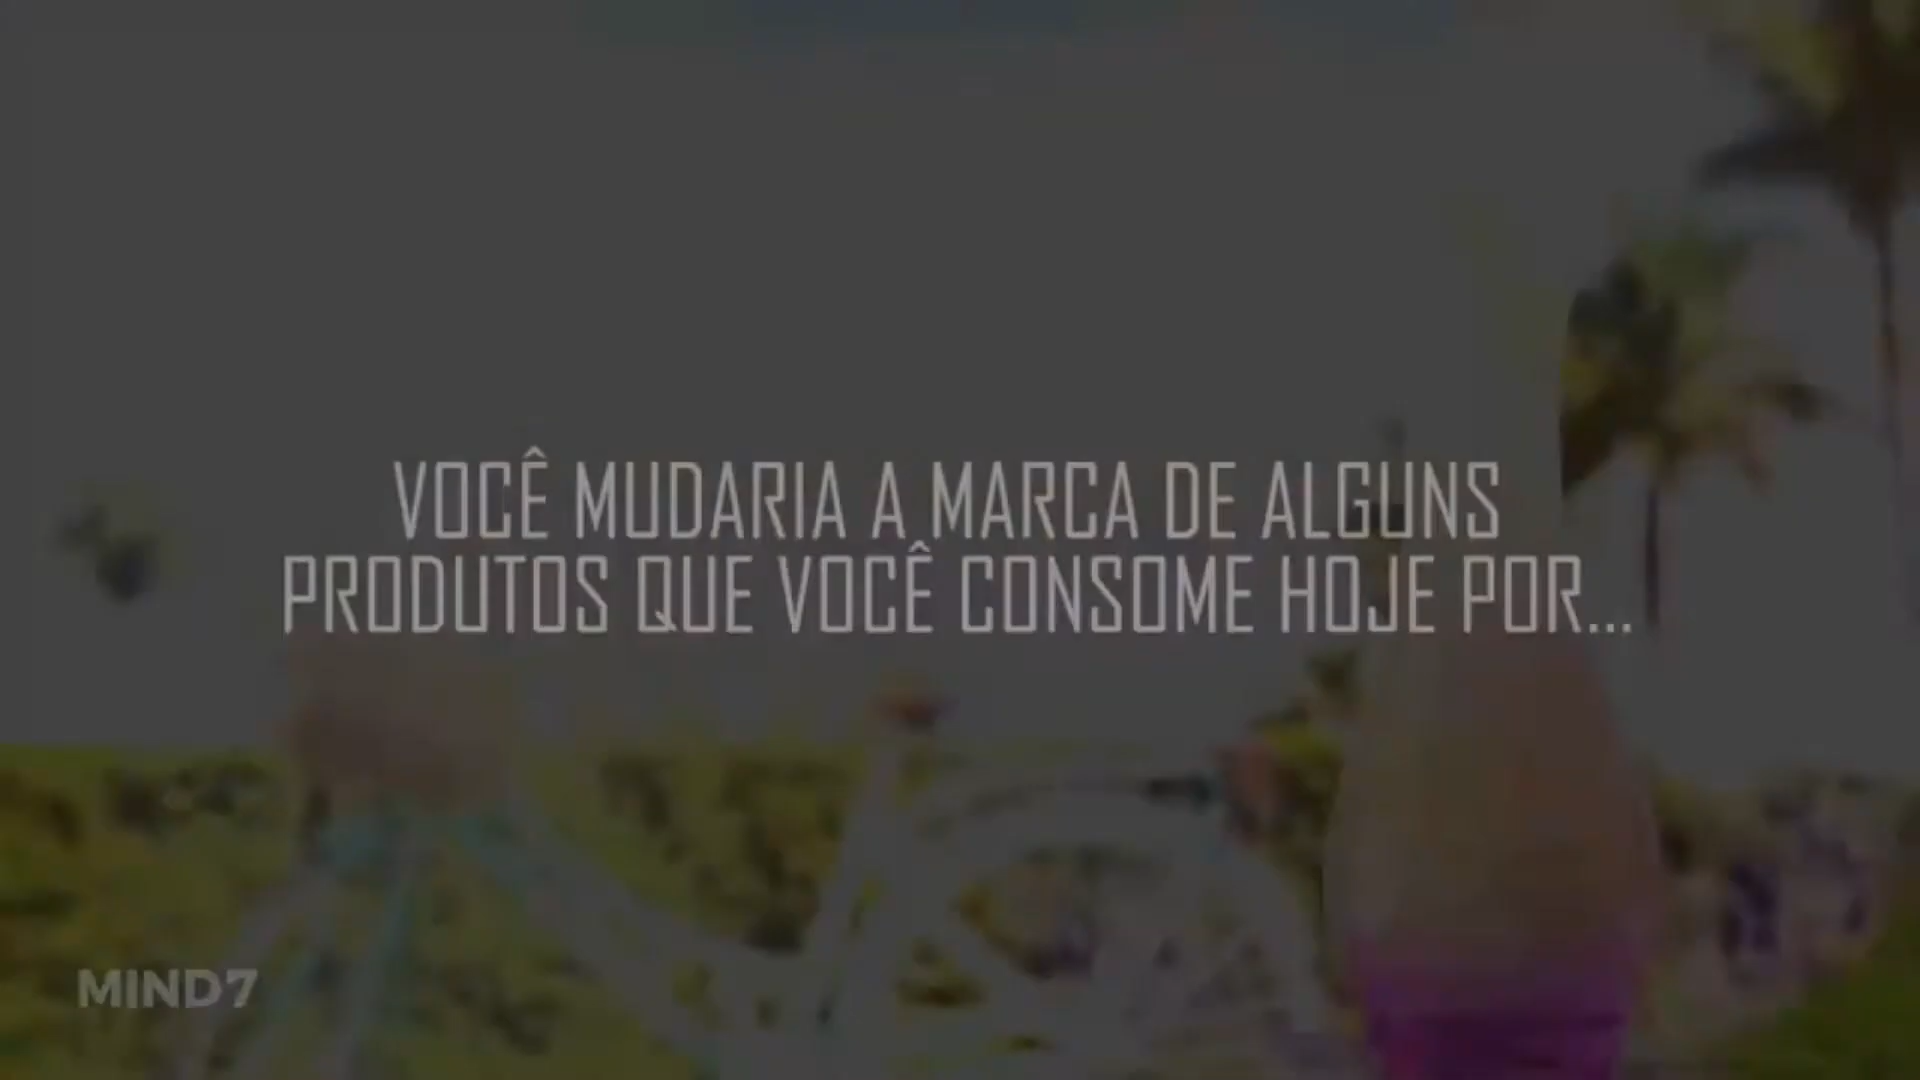 VOCÊ MUDARIA A MARCA DE ALGUNS
PRODUTOS QUE VOCÊ CONSOME HOJE POR...
MIND7